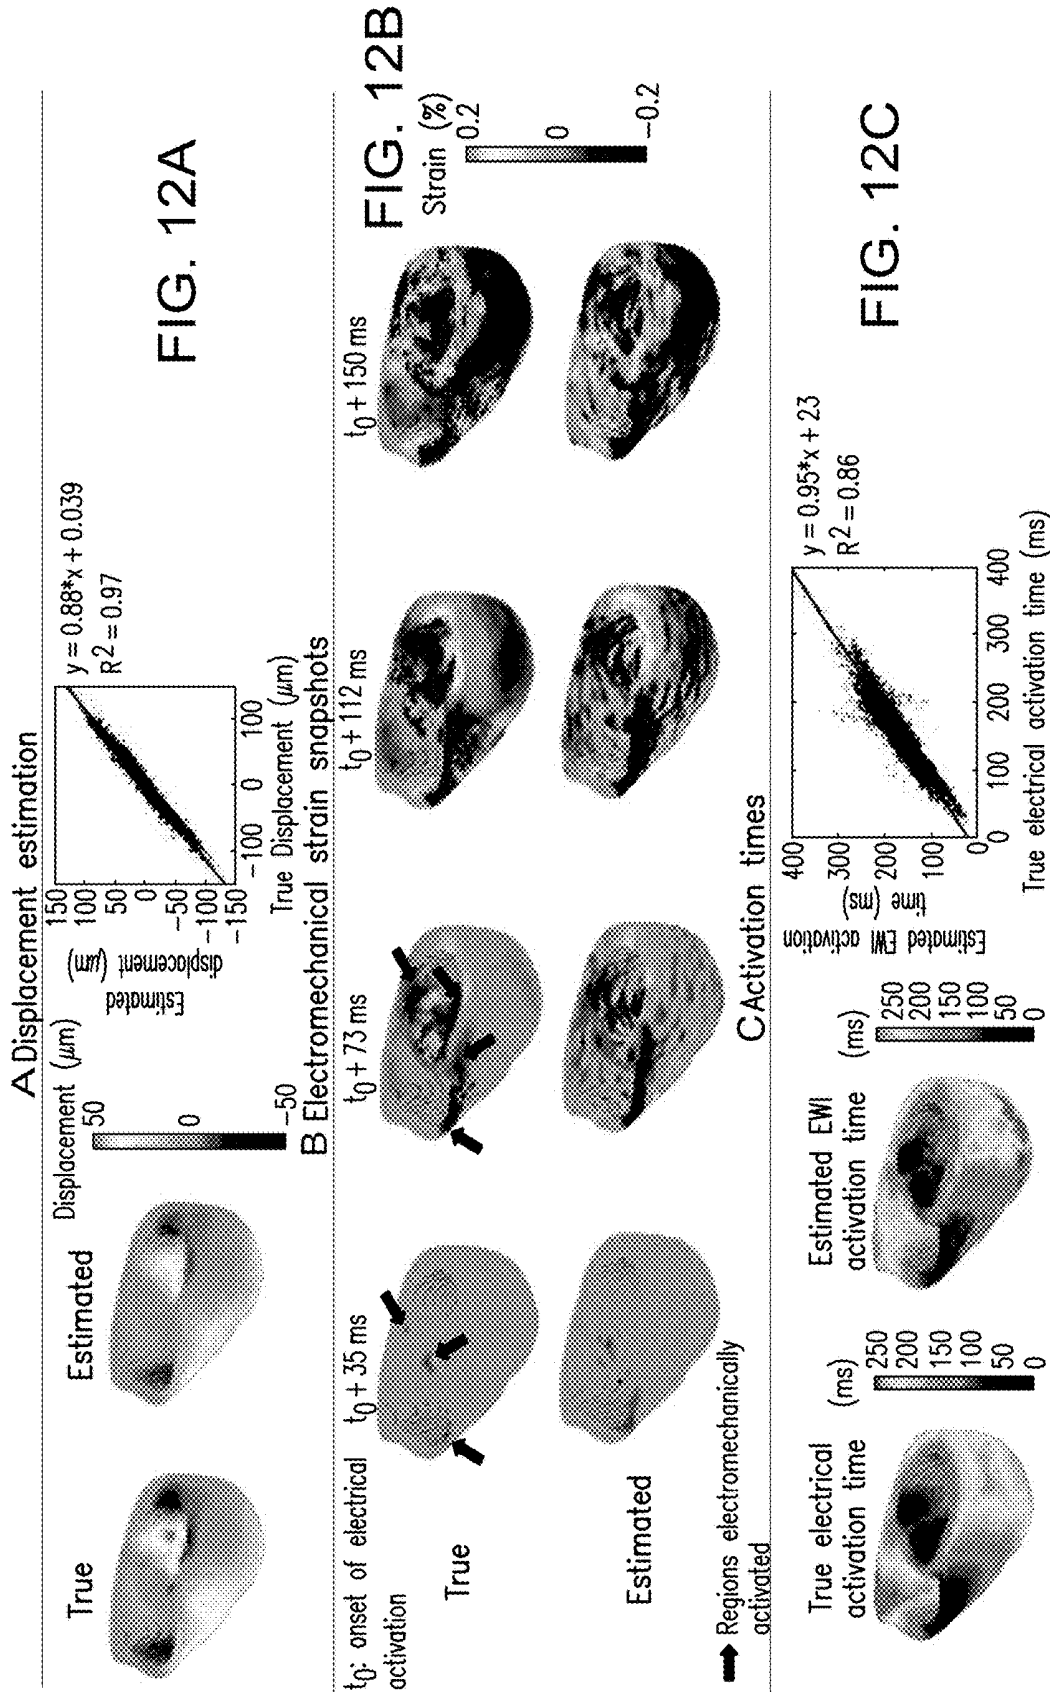 A Displacement estimation
True
Estimated
Displacement (μm)
50
0
-50
Estimated
displacement (μm)
150
100
50
0
-50
-100
-150
-100 0 100
True Displacement (μm)
y = 0.88*x + 0.039
R2 = 0.97
FIG. 12A
B Electromechanical strain snapshots
t0: onset of electrical
activation
t0 + 35 ms
t0 + 73 ms
t0 + 112 ms
t0 + 150 ms
FIG. 12B
Strain (%)
0.2
0
-0.2
True
Estimated
Regions electromechanically
activated
C Activation times
True electrical
activation time
(ms)
250
200
150
100
50
0
Estimated EWI
activation time
(ms)
250
200
150
100
50
0
Estimated EWI activation
time (ms)
400
300
200
100
0
0 100 200 300 400
True electrical activation time (ms)
y = 0.95*x + 23
R2 = 0.86
FIG. 12C